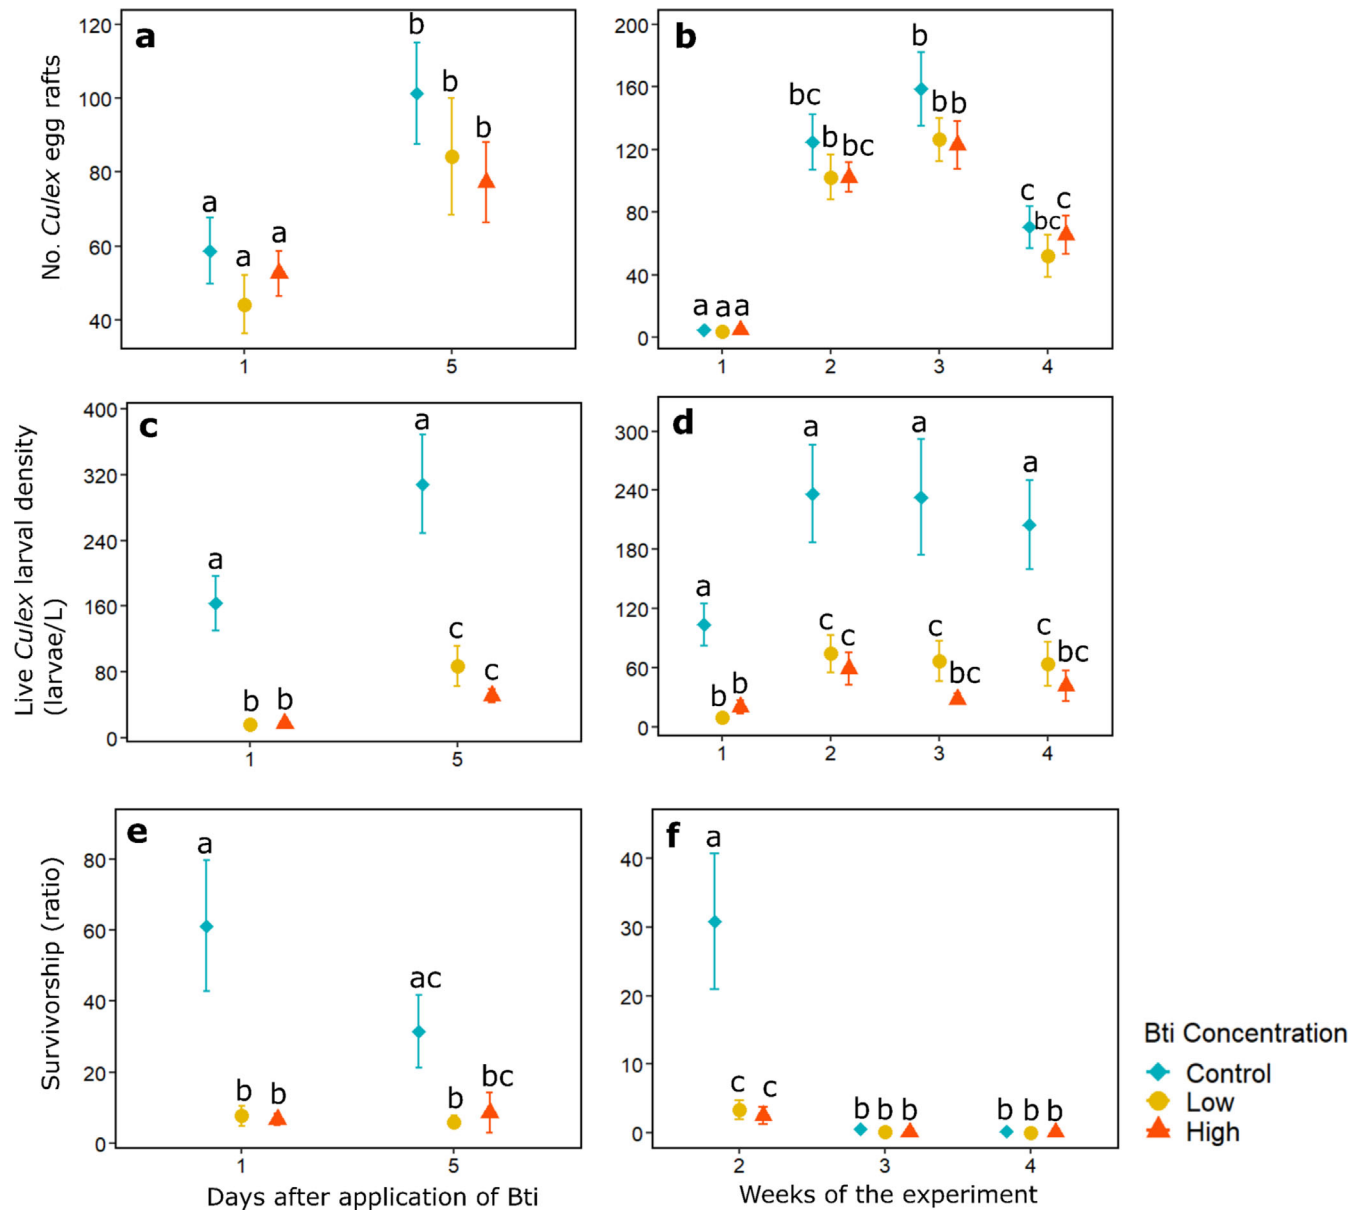 a
No. Culex egg rafts
120
100
80
60
40
a
a
a
b
b
b
1
5
b
200
160
120
80
40
0
a a a
bc
b
bc
b
b b
c
bc
c
1
2
3
4
c
Live Culex larval density
(larvae/L)
400
320
240
160
80
0
a
b
b
a
c
c
1
5
d
300
240
180
120
60
0
a
b
b
a
c
c
a
c
bc
a
c
bc
1
2
3
4
e
Survivorship (ratio)
80
60
40
20
0
a
b
b
ac
b
bc
1
5
Days after application of Bti
f
40
30
20
10
0
a
c
c
b b b
b b b
2
3
4
Weeks of the experiment
Bti Concentration
Control
Low
High